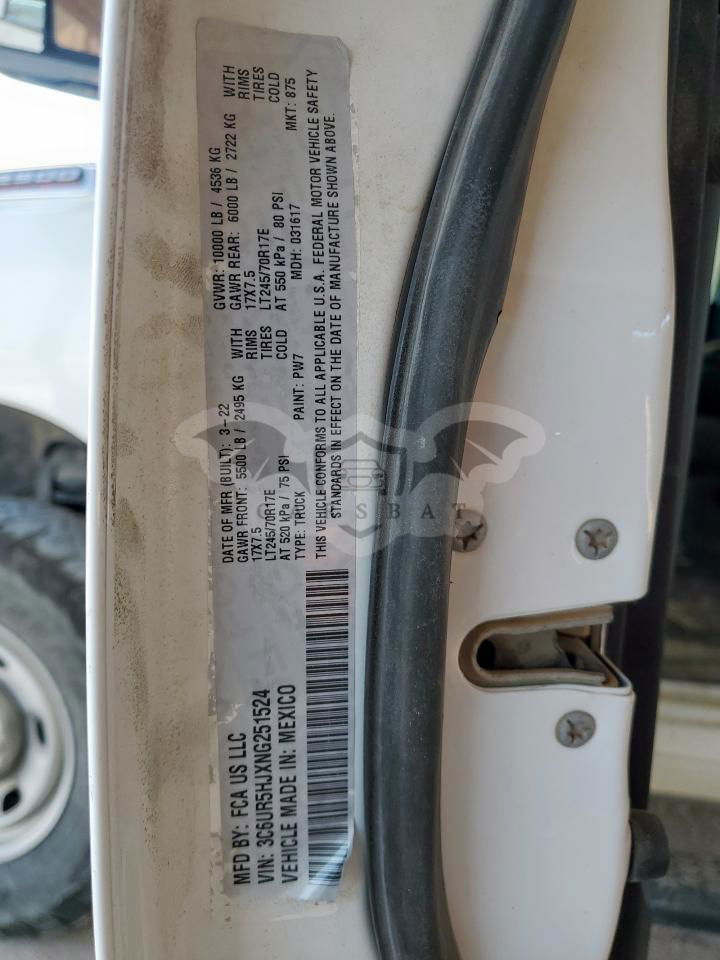 MFD BY: FCA US LLC
VIN: 3C6UR5HJXNG251524
VEHICLE MADE IN: MEXICO
DATE OF MFR (BUILT): 3-22 GVWR: 10000 LB / 4536 KG
GAWR FRONT: 5500 LB / 2495 KG WITH GAWR REAR: 6000 LB / 2722 KG WITH
17X7.5 RIMS 17X7.5 RIMS
LT245/70R17E TIRES LT245/70R17E TIRES
AT 520 kPa / 75 PSI COLD AT 550 kPa / 80 PSI COLD
TYPE: TRUCK PAINT: PW7 MDH: 031617 MKT: 875
THIS VEHICLE CONFORMS TO ALL APPLICABLE U.S.A. FEDERAL MOTOR VEHICLE SAFETY
STANDARDS IN EFFECT ON THE DATE OF MANUFACTURE SHOWN ABOVE.